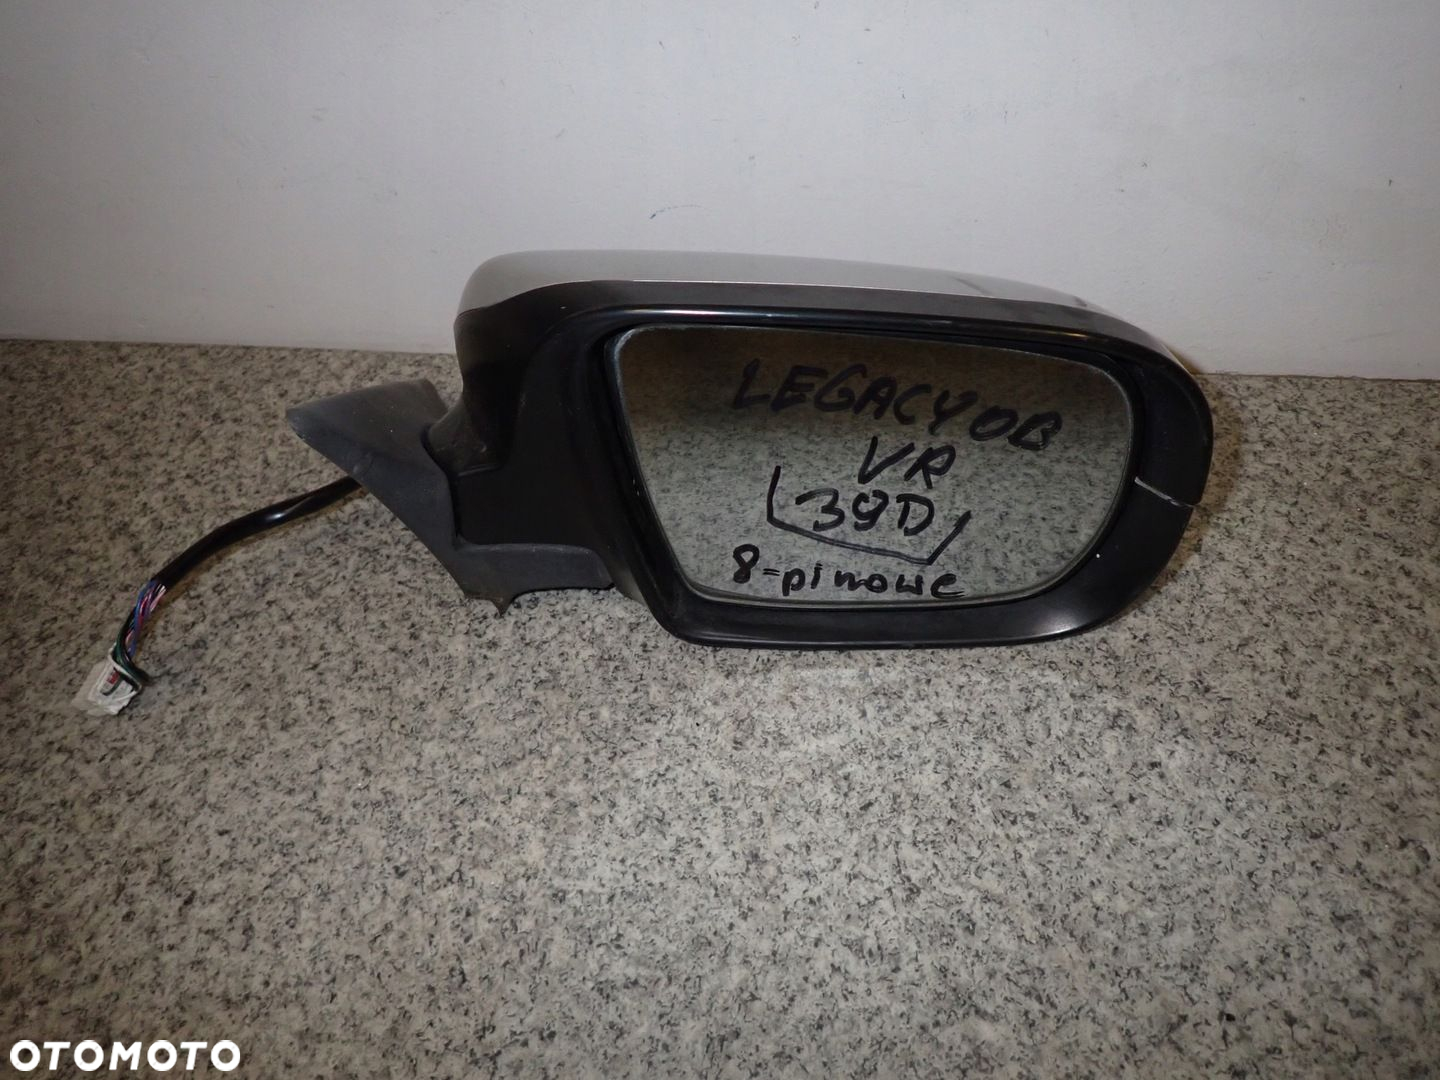 LEGACY OB
VR
39D
8-pinowe
OTOMOTO